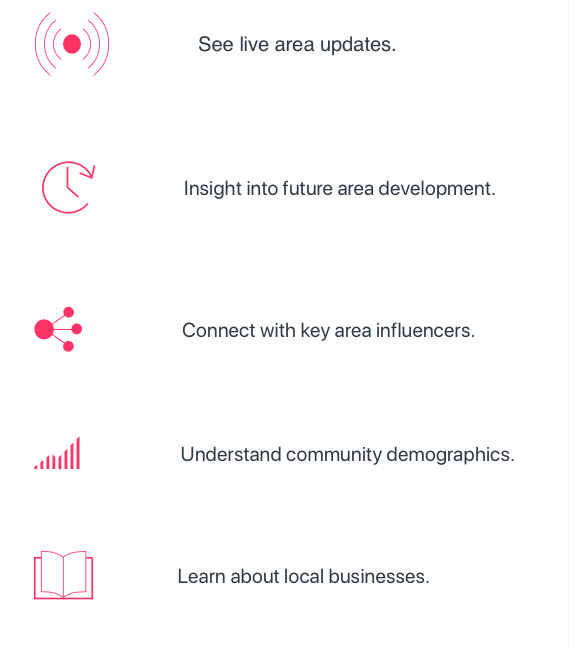 See live area updates.
Insight into future area development.
Connect with key area influencers.
Understand community demographics.
Learn about local businesses.